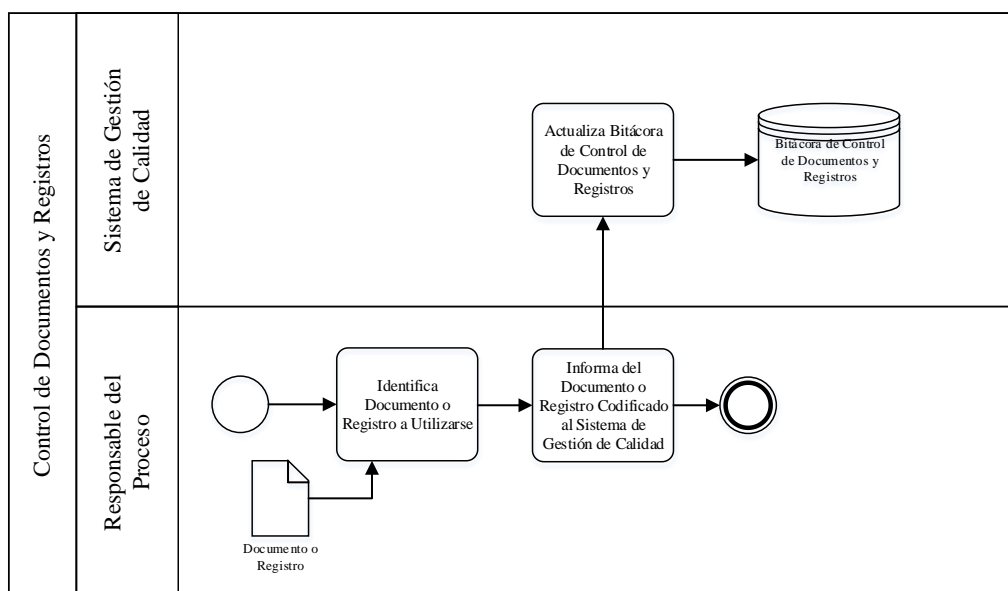 Control de Documentos y Registros
Sistema de Gestión
de Calidad
Actualiza Bitácora
de Control de
Documentos y
Registros
Bitácora de Control
de Documentos y
Registros
Responsable del
Proceso
Identifica
Documento o
Registro a Utilizarse
Informa del
Documento o
Registro Codificado
al Sistema de
Gestión de Calidad
Documento o
Registro